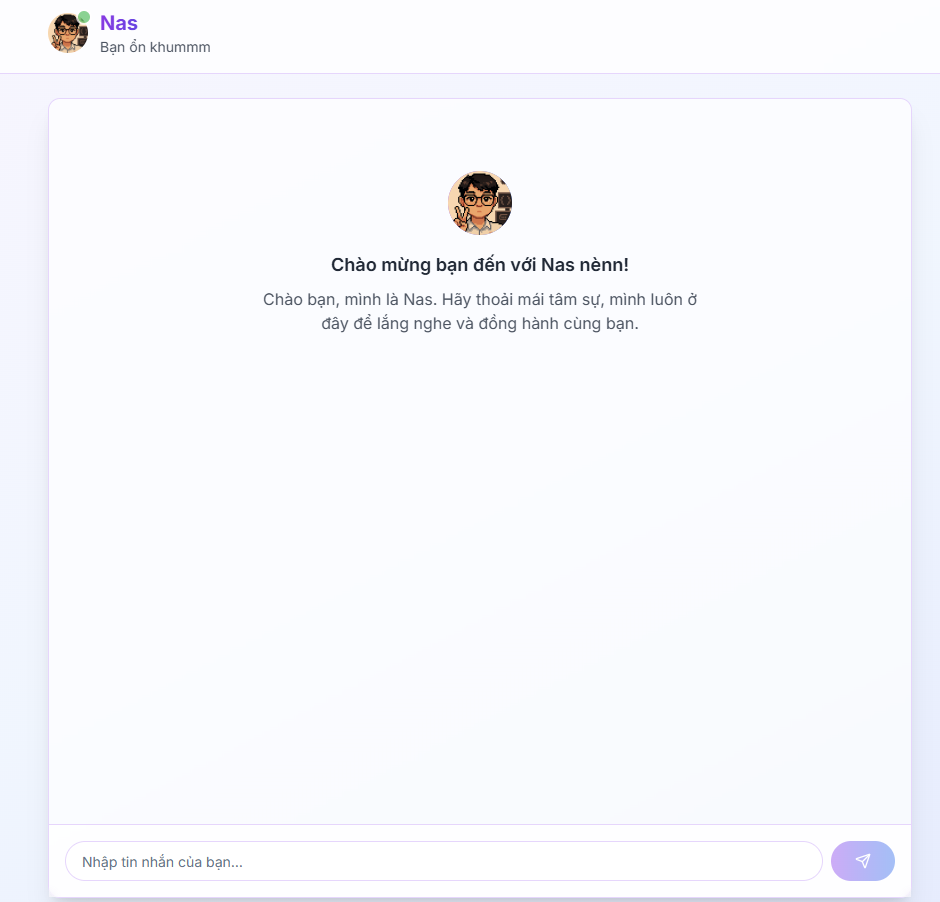 Nas
Bạn ổn khummm
Chào mừng bạn đến với Nas nènn!
Chào bạn, mình là Nas. Hãy thoải mái tâm sự, mình luôn ở
đây để lắng nghe và đồng hành cùng bạn.
Nhập tin nhắn của bạn...